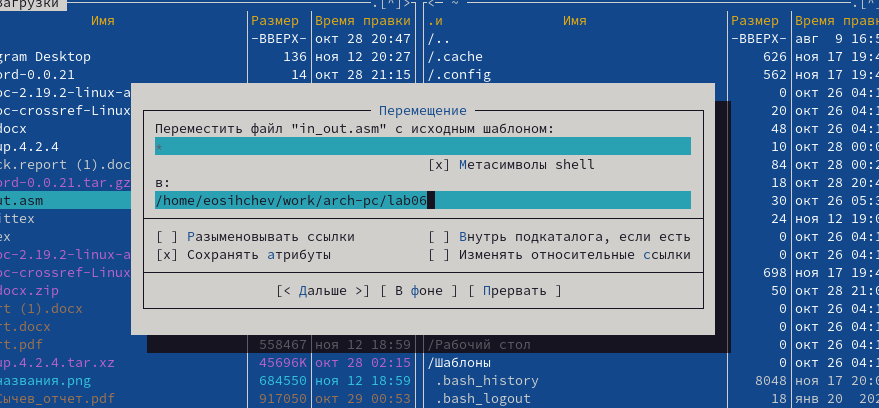 Загрузки .[^]> <─ ~ .[^
Имя Размер Время правки .и Имя Размер Время правки
-ВВЕРХ- окт 28 20:47 /.. -ВВЕРХ- авг 9 16:5
gram Desktop 136 ноя 12 20:27 /.cache 626 ноя 17 19:4
ord-0.0.21 14 окт 28 21:15 /.config 562 ноя 17 19:4
oc-2.19.2-linux-a 0 окт 26 04:1
oc-crossref-Linux 20 окт 26 04:1
docx 48 окт 26 04:1
up.4.2.4 10 окт 28 00:
ck.report (1).doc 84 окт 28 00:2
ord-0.0.21.tar.gz 18 окт 28 20:4
out.asm 30 окт 26 05:3
ittex 24 ноя 12 19:0
ex 0 окт 26 04:1
oc-2.19.2-linux-a 0 окт 26 04:1
oc-crossref-Linux 698 ноя 17 19:4
docx.zip 50 окт 28 21:0
rt (1).docx 0 окт 26 04:1
rt.docx 0 окт 26 04:1
rt.pdf 558467 ноя 12 18:59 /Рабочий стол 0 окт 26 04:1
up.4.2.4.tar.xz 45696K окт 28 02:15 /Шаблоны 0 окт 26 04:1
названия.png 684550 ноя 12 18:59 .bash_history 8048 ноя 17 20:0
Сычев_отчет.pdf 917050 окт 29 00:53 .bash_logout 18 янв 20 202
Перемещение
Переместить файл "in_out.asm" с исходным шаблоном:
*
[x] Метасимволы shell
в:
/home/eosihchev/work/arch-pc/lab06
[ ] Разыменовывать ссылки [ ] Внутрь подкаталога, если есть
[x] Сохранять атрибуты [ ] Изменять относительные ссылки
[< Дальше >] [ В фоне ] [ Прервать ]